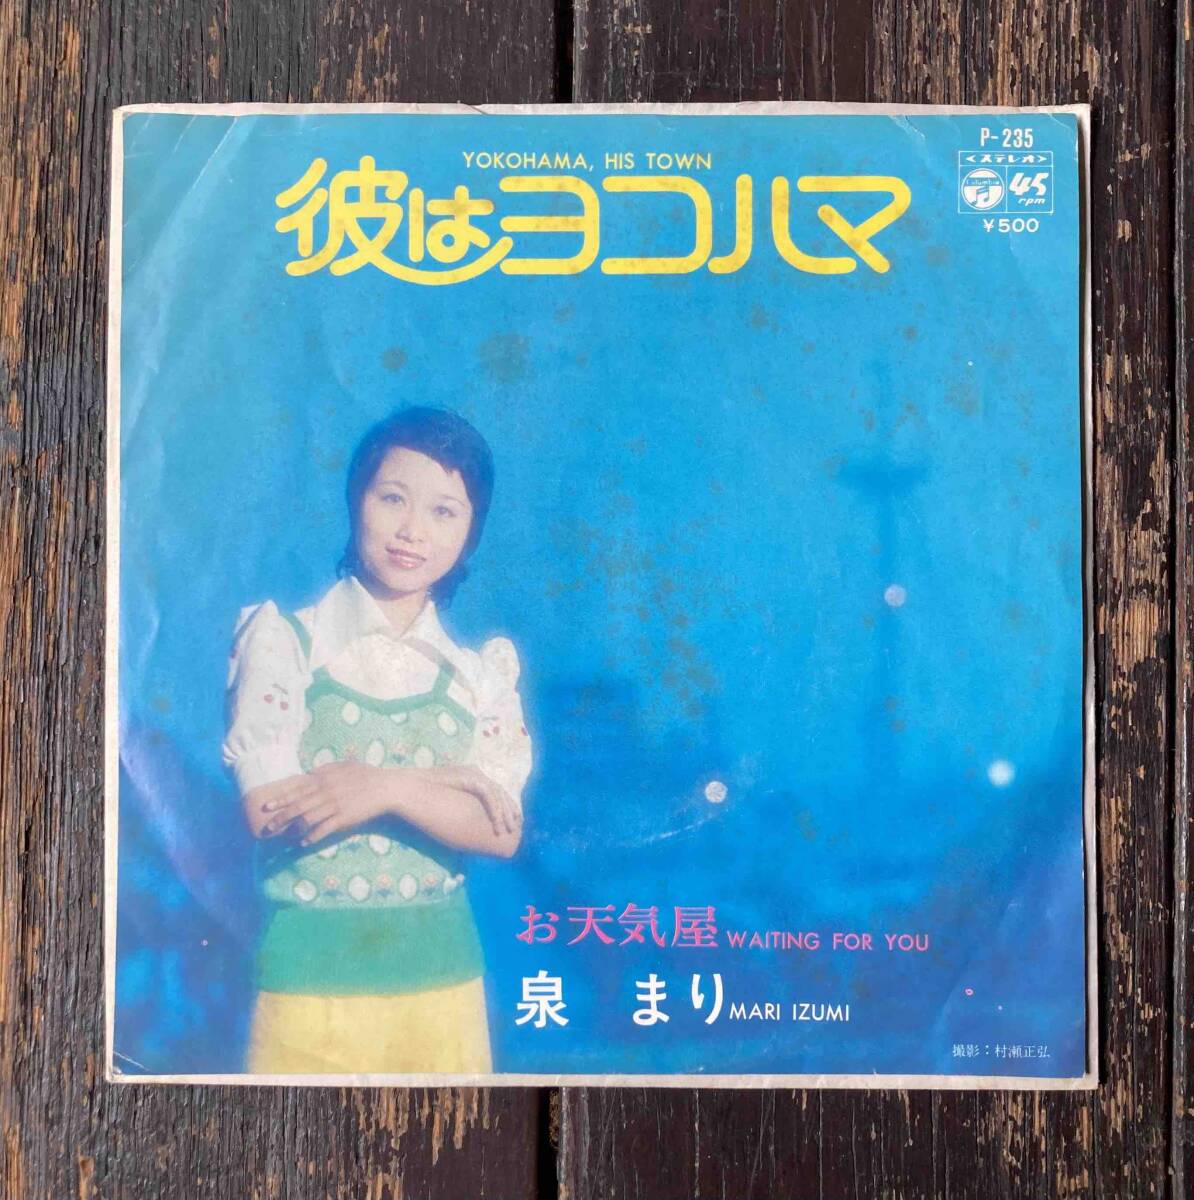 P-235
<ステレオ>
Columbia
45
rpm
¥500
YOKOHAMA, HIS TOWN
彼はヨコハマ
お天気屋 WAITING FOR YOU
泉 まり MARI IZUMI
撮影：村瀬正弘